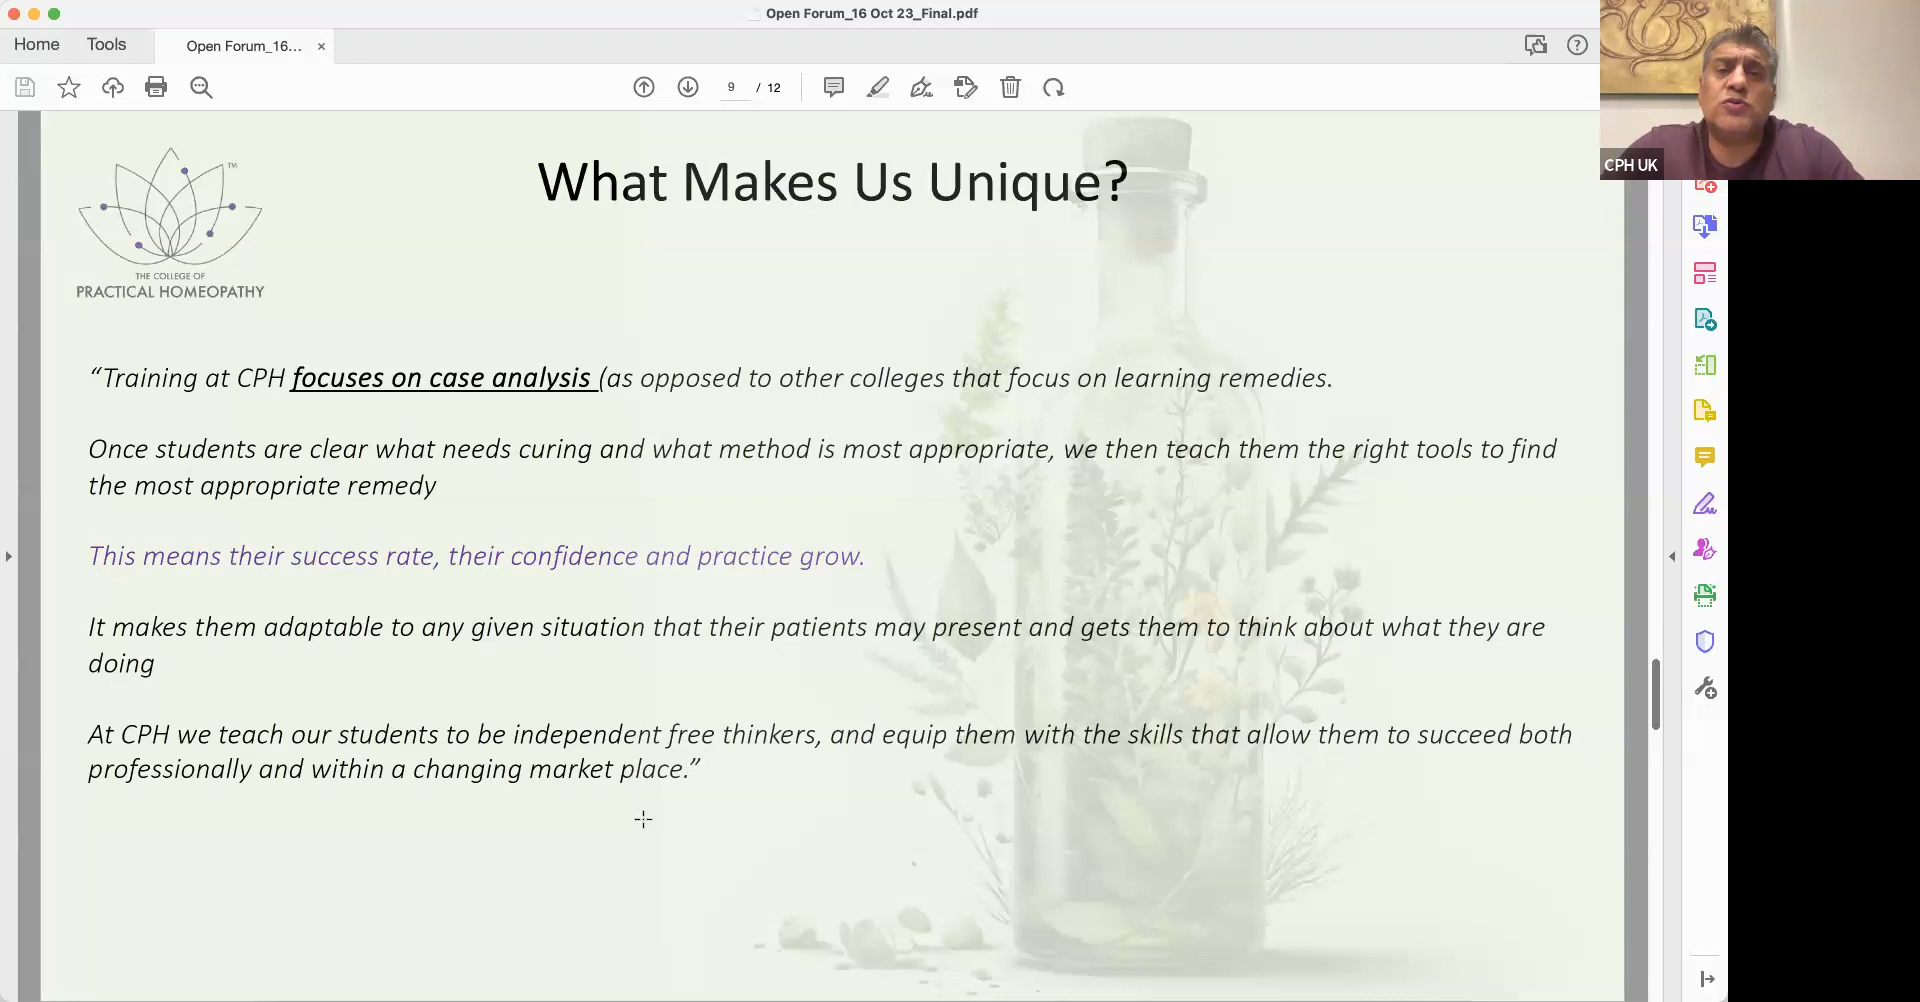 Open Forum_16 Oct 23_Final.pdf
Home
Tools
Open Forum_16...
×
9 / 12
CPH UK
What Makes Us Unique?
TM
THE COLLEGE OF
PRACTICAL HOMEOPATHY
“Training at CPH focuses on case analysis (as opposed to other colleges that focus on learning remedies.
Once students are clear what needs curing and what method is most appropriate, we then teach them the right tools to find
the most appropriate remedy
This means their success rate, their confidence and practice grow.
It makes them adaptable to any given situation that their patients may present and gets them to think about what they are
doing
At CPH we teach our students to be independent free thinkers, and equip them with the skills that allow them to succeed both
professionally and within a changing market place.”